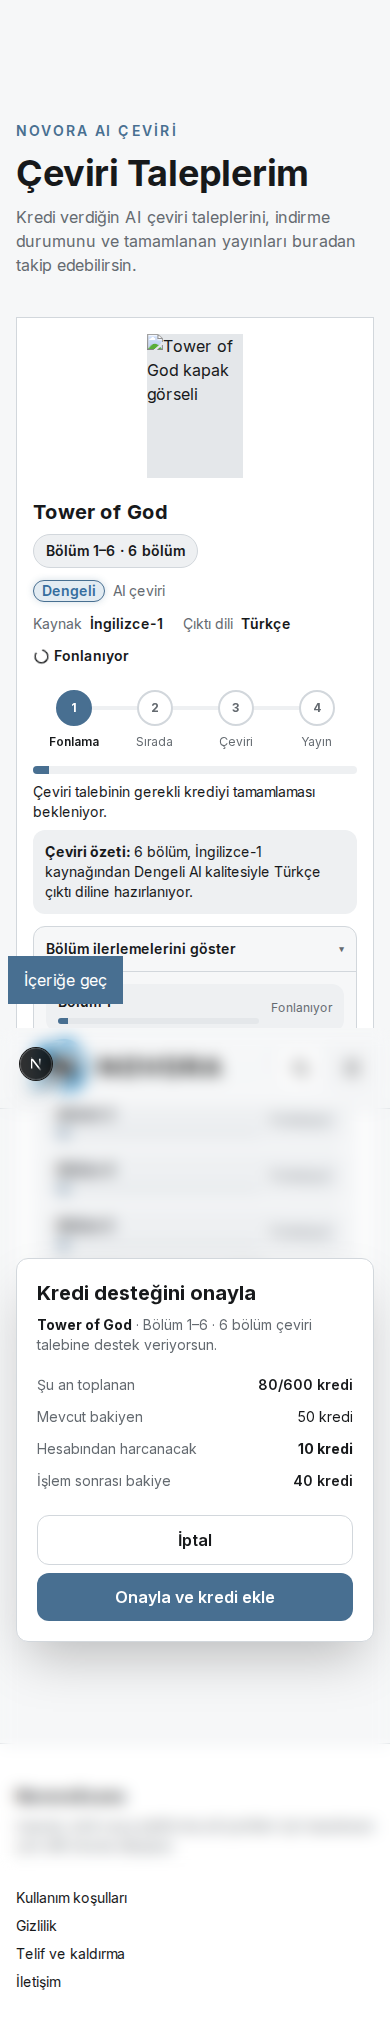 NOVORA AI ÇEVİRİ
Çeviri Taleplerim
Kredi verdiğin AI çeviri taleplerini, indirme
durumunu ve tamamlanan yayınları buradan
takip edebilirsin.
Tower of
God kapak
görseli
Tower of God
Bölüm 1–6 · 6 bölüm
Dengeli AI çeviri
Kaynak İngilizce-1 Çıktı dili Türkçe
Fonlanıyor
1 2 3 4
Fonlama Sırada Çeviri Yayın
Çeviri talebinin gerekli krediyi tamamlaması
bekleniyor.
Çeviri özeti: 6 bölüm, İngilizce-1
kaynağından Dengeli AI kalitesiyle Türkçe
çıktı diline hazırlanıyor.
Bölüm ilerlemelerini göster
İçeriğe geç
Fonlanıyor
N
NOVORA
Kredi desteğini onayla
Tower of God · Bölüm 1–6 · 6 bölüm çeviri
talebine destek veriyorsun.
Şu an toplanan 80/600 kredi
Mevcut bakiyen 50 kredi
Hesabından harcanacak 10 kredi
İşlem sonrası bakiye 40 kredi
İptal
Onayla ve kredi ekle
Kullanım koşulları
Gizlilik
Telif ve kaldırma
İletişim